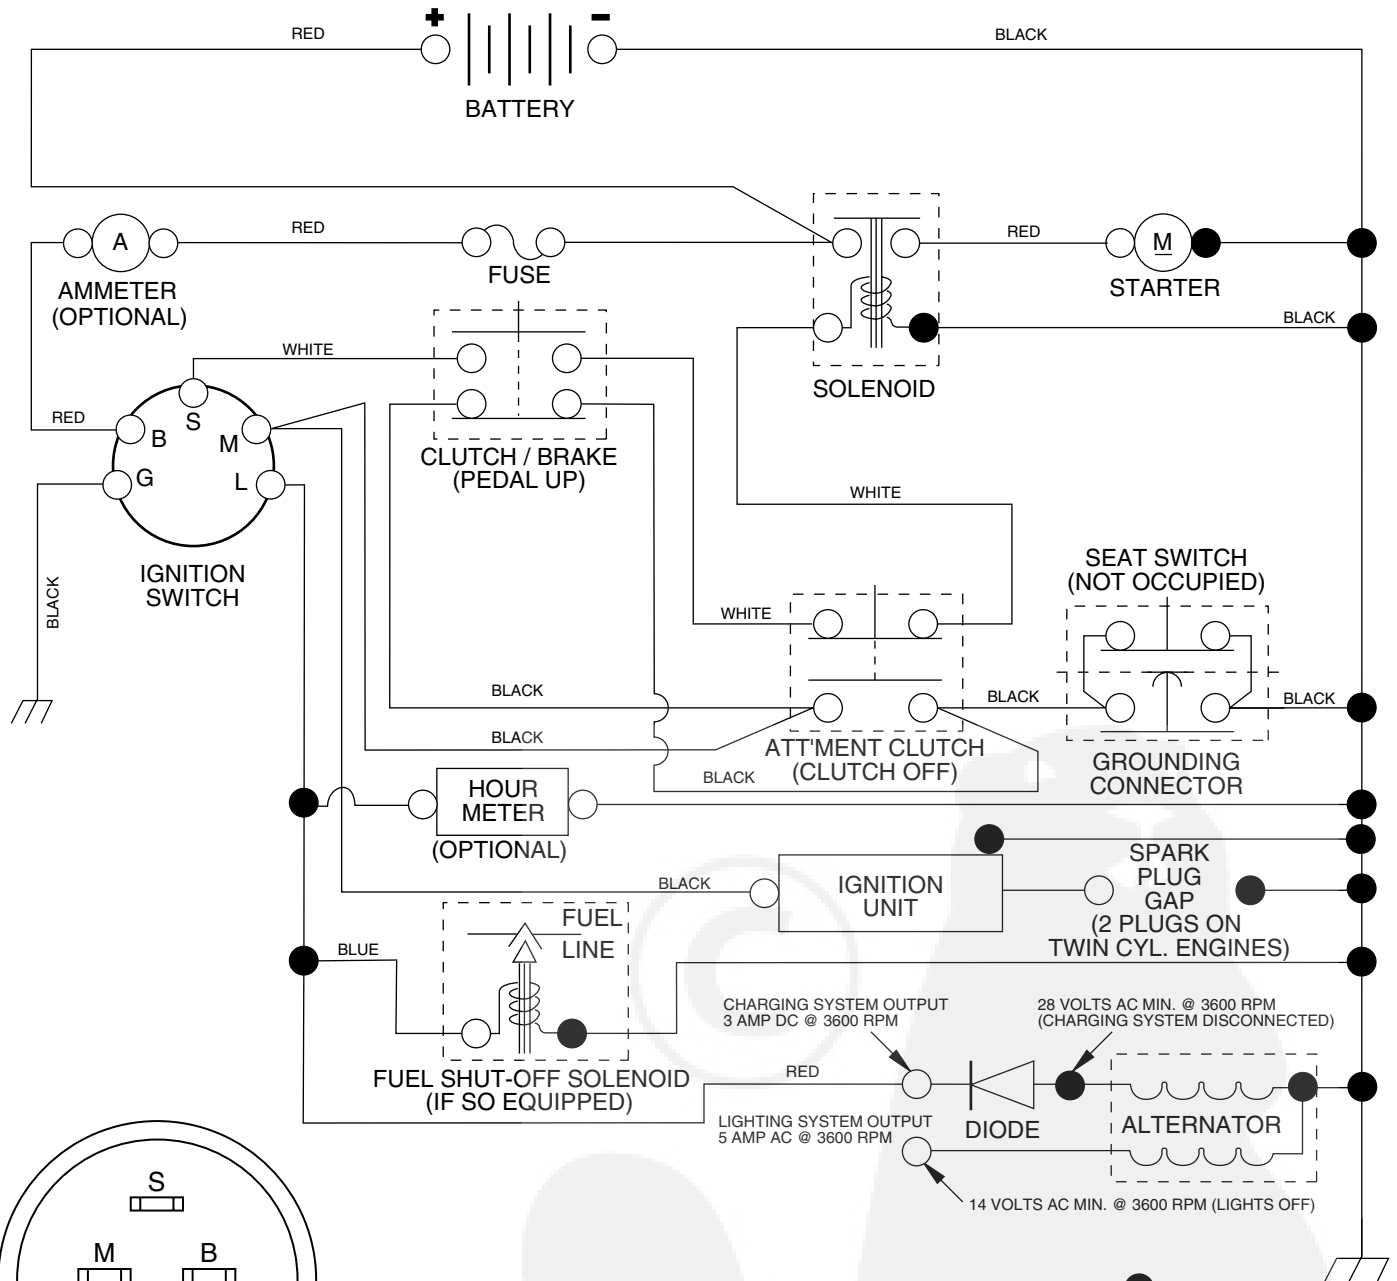 + -
RED
BLACK
BATTERY
A
RED
FUSE
RED
M
STARTER
AMMETER
(OPTIONAL)
BLACK
SOLENOID
WHITE
RED
S
B
M
G
L
CLUTCH / BRAKE
(PEDAL UP)
WHITE
IGNITION
SWITCH
BLACK
SEAT SWITCH
(NOT OCCUPIED)
WHITE
BLACK
BLACK
BLACK
BLACK
ATT'MENT CLUTCH
(CLUTCH OFF)
GROUNDING
CONNECTOR
BLACK
HOUR
METER
(OPTIONAL)
BLACK
IGNITION
UNIT
SPARK
PLUG
GAP
(2 PLUGS ON
TWIN CYL. ENGINES)
FUEL
LINE
BLUE
CHARGING SYSTEM OUTPUT
3 AMP DC @ 3600 RPM
28 VOLTS AC MIN. @ 3600 RPM
(CHARGING SYSTEM DISCONNECTED)
FUEL SHUT-OFF SOLENOID
(IF SO EQUIPPED)
RED
LIGHTING SYSTEM OUTPUT
5 AMP AC @ 3600 RPM
DIODE
ALTERNATOR
14 VOLTS AC MIN. @ 3600 RPM (LIGHTS OFF)
S
M
B
©